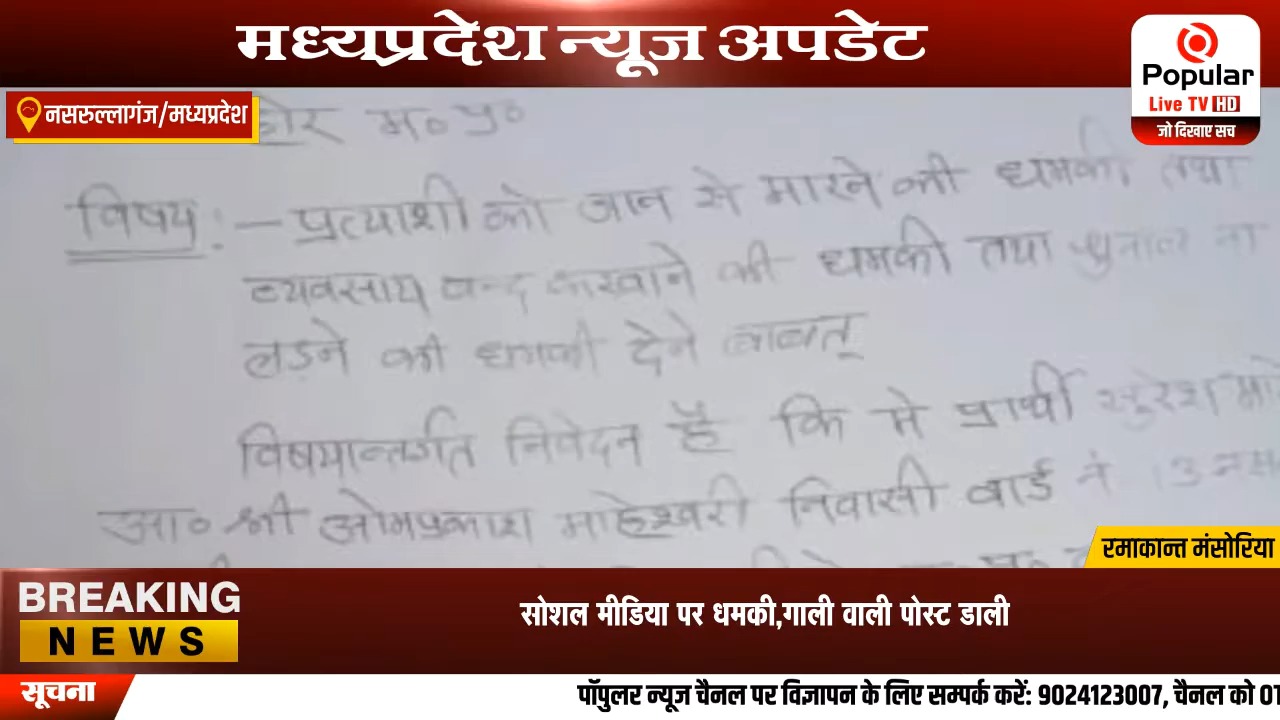 मध्यप्रदेश न्यूज अपडेट
Popular
Live TV HD
जो दिखाए सच
नसरुल्लागंज/मध्यप्रदेश
म० प्र०
विषय :- प्रत्याशी को जान से मारने की धमकी तथा
व्यवसाय बन्द करवाने की धमकी तथा चुनाव ना
लड़ने की धमकी देने बाबत्
विषयान्तर्गत निवेदन है कि मे प्रार्थी सुरेश
आ० श्री ओमप्रकाश माहेश्वरी निवासी वार्ड नं 13
रमाकान्त मंसोरिया
BREAKING
NEWS
सोशल मीडिया पर धमकी,गाली वाली पोस्ट डाली
सूचना
पॉपुलर न्यूज चैनल पर विज्ञापन के लिए सम्पर्क करें: 9024123007, चैनल को